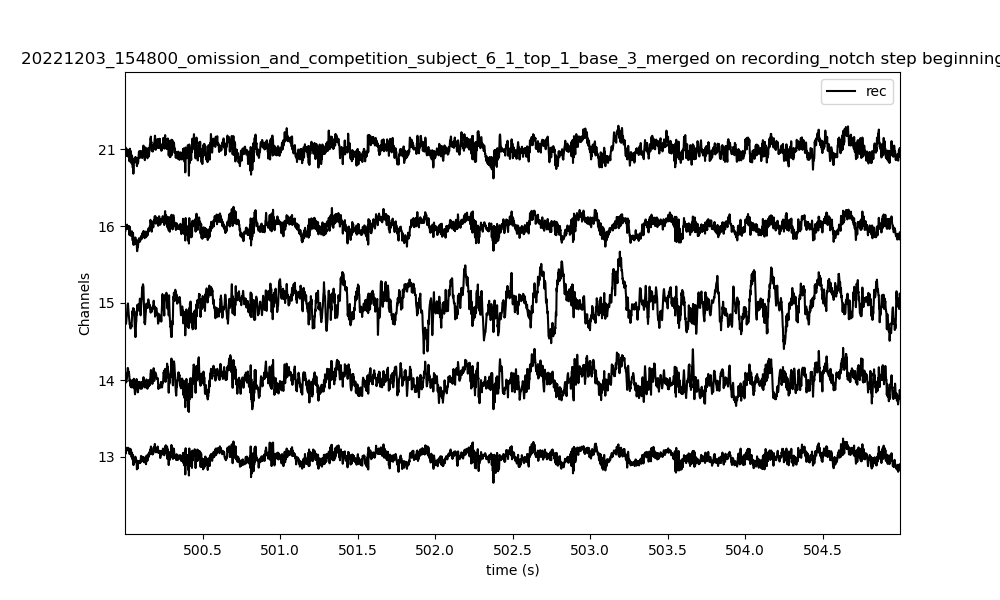 20221203_154800_omission_and_competition_subject_6_1_top_1_base_3_merged on recording_notch step beginning
rec
21
16
15
14
13
Channels
500.5 501.0 501.5 502.0 502.5 503.0 503.5 504.0 504.5
time (s)